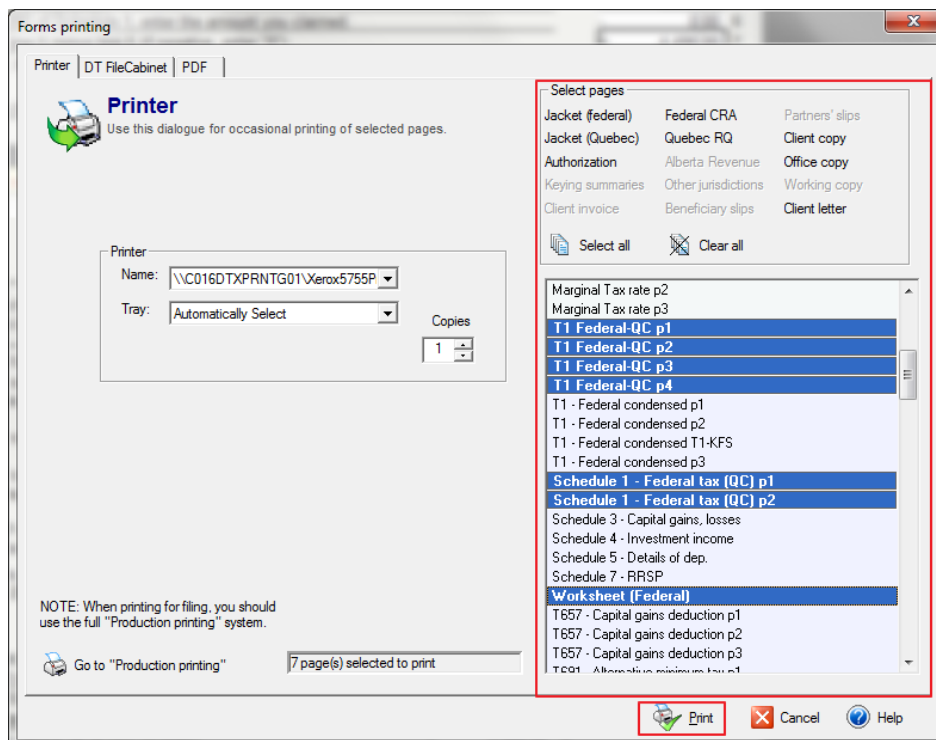 Forms printing
Printer
DT FileCabinet
PDF
Printer
Use this dialogue for occasional printing of selected pages.
Printer
Name:
\\C016DTXPRNTG01\Xerox5755P
Tray:
Automatically Select
Copies
1
NOTE: When printing for filing, you should
use the full "Production printing" system.
Go to "Production printing"
7 page(s) selected to print
Select pages
Jacket (federal) Federal CRA Partners' slips
Jacket (Quebec) Quebec RQ Client copy
Authorization Alberta Revenue Office copy
Keying summaries Other jurisdictions Working copy
Client invoice Beneficiary slips Client letter
Select all Clear all
Marginal Tax rate p2
Marginal Tax rate p3
T1 Federal-QC p1
T1 Federal-QC p2
T1 Federal-QC p3
T1 Federal-QC p4
T1 - Federal condensed p1
T1 - Federal condensed p2
T1 - Federal condensed T1-KFS
T1 - Federal condensed p3
Schedule 1 - Federal tax (QC) p1
Schedule 1 - Federal tax (QC) p2
Schedule 3 - Capital gains, losses
Schedule 4 - Investment income
Schedule 5 - Details of dep.
Schedule 7 - RRSP
Worksheet (Federal)
T657 - Capital gains deduction p1
T657 - Capital gains deduction p2
T657 - Capital gains deduction p3
T691 - Alternative minimum tax p1
Print
Cancel
Help